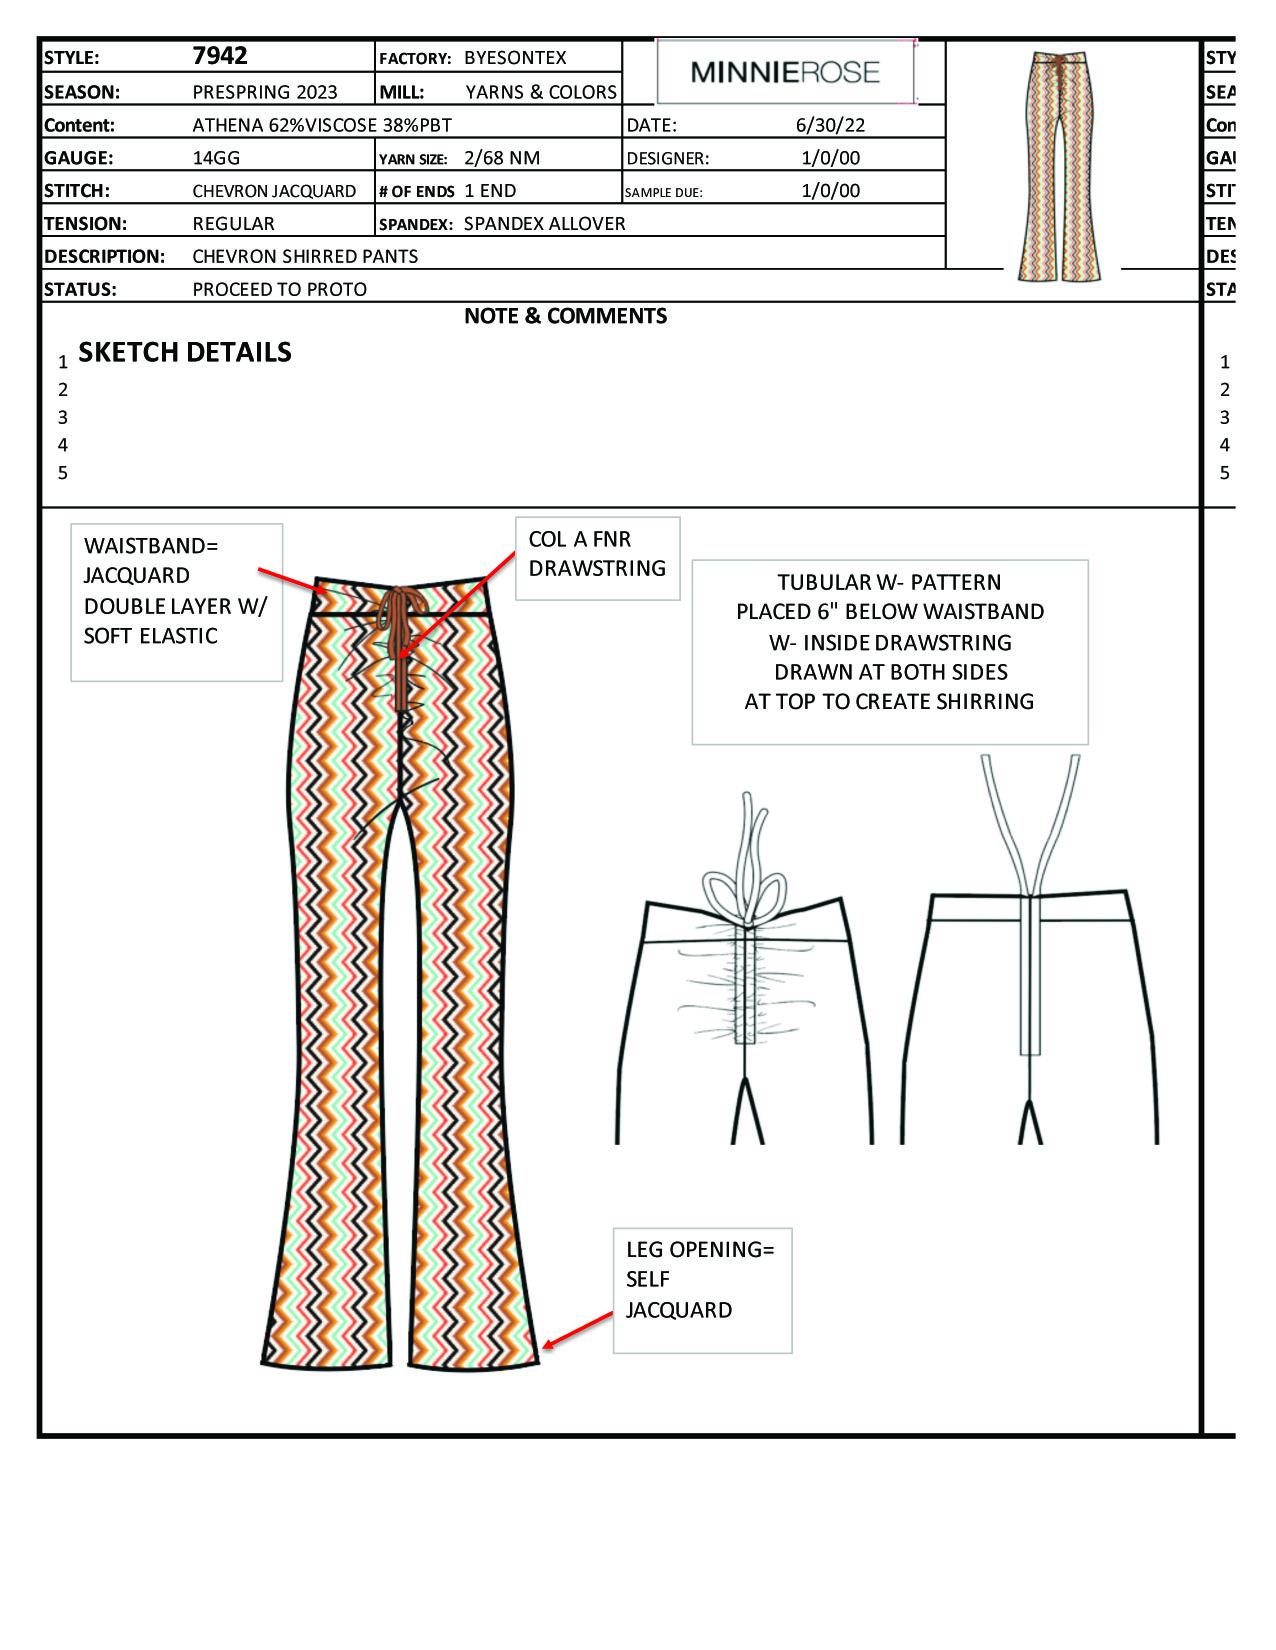 STYLE: 7942 FACTORY: BYESONTEX
MINNIEROSE
SEASON: PRESPRING 2023 MILL: YARNS & COLORS
Content: ATHENA 62%VISCOSE 38%PBT DATE: 6/30/22
GAUGE: 14GG YARN SIZE: 2/68 NM DESIGNER: 1/0/00
STITCH: CHEVRON JACQUARD # OF ENDS 1 END SAMPLE DUE: 1/0/00
TENSION: REGULAR SPANDEX: SPANDEX ALLOVER
DESCRIPTION: CHEVRON SHIRRED PANTS
STATUS: PROCEED TO PROTO
NOTE & COMMENTS
1 SKETCH DETAILS
2
3
4
5
STY
SEA
Con
GAU
STIT
TEN
DES
STA
1
2
3
4
5
WAISTBAND=
JACQUARD
DOUBLE LAYER W/
SOFT ELASTIC
COL A FNR
DRAWSTRING
TUBULAR W- PATTERN
PLACED 6" BELOW WAISTBAND
W- INSIDE DRAWSTRING
DRAWN AT BOTH SIDES
AT TOP TO CREATE SHIRRING
LEG OPENING=
SELF
JACQUARD